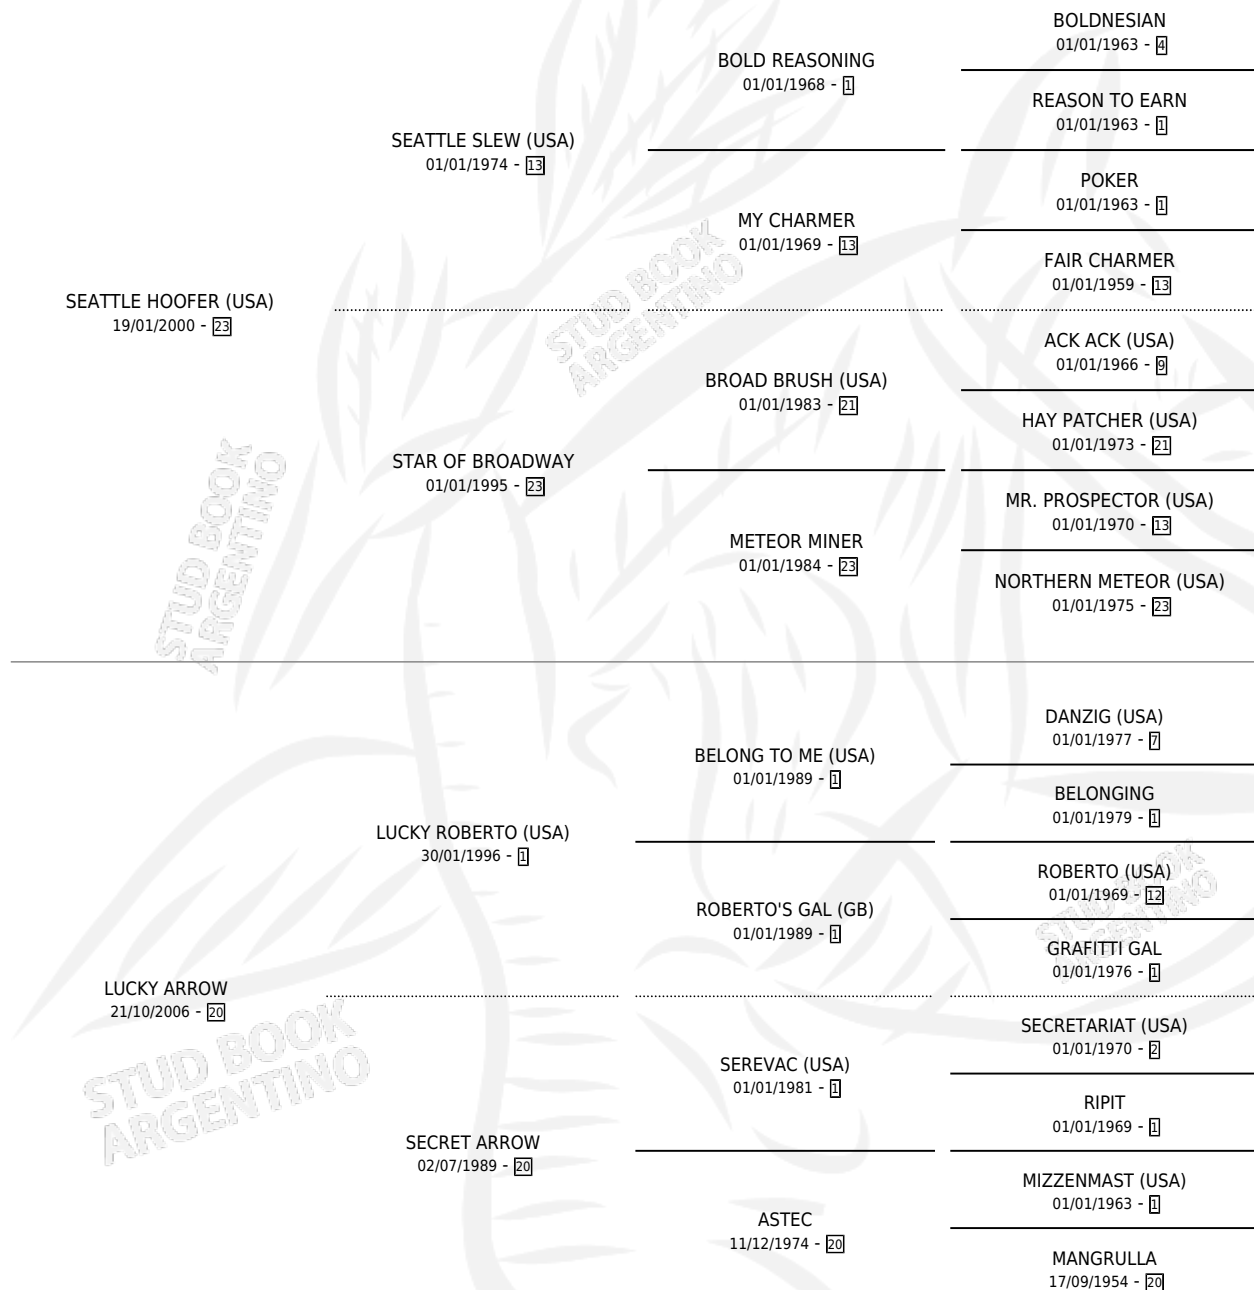 BOLDNESIAN
01/01/1963 - 4
BOLD REASONING
01/01/1968 - 1
REASON TO EARN
01/01/1963 - 1
SEATTLE SLEW (USA)
01/01/1974 - 13
POKER
01/01/1963 - 1
MY CHARMER
01/01/1969 - 13
FAIR CHARMER
01/01/1959 - 13
SEATTLE HOOFER (USA)
19/01/2000 - 23
STUD BOOK
ARGENTINO
ACK ACK (USA)
01/01/1966 - 9
BROAD BRUSH (USA)
01/01/1983 - 21
HAY PATCHER (USA)
01/01/1973 - 21
STAR OF BROADWAY
01/01/1995 - 23
MR. PROSPECTOR (USA)
01/01/1970 - 13
METEOR MINER
01/01/1984 - 23
NORTHERN METEOR (USA)
01/01/1975 - 23
STUD BOOK
ARGENTINO
DANZIG (USA)
01/01/1977 - 7
BELONG TO ME (USA)
01/01/1989 - 1
BELONGING
01/01/1979 - 1
LUCKY ROBERTO (USA)
30/01/1996 - 1
ROBERTO (USA)
01/01/1969 - 12
ROBERTO'S GAL (GB)
01/01/1989 - 1
STUD BOOK
ARGENTINO
GRAFITTI GAL
01/01/1976 - 1
LUCKY ARROW
21/10/2006 - 20
STUD BOOK
ARGENTINO
SECRETARIAT (USA)
01/01/1970 - 2
SEREVAC (USA)
01/01/1981 - 1
RIPIT
01/01/1969 - 1
SECRET ARROW
02/07/1989 - 20
MIZZENMAST (USA)
01/01/1963 - 1
ASTEC
11/12/1974 - 20
MANGRULLA
17/09/1954 - 20